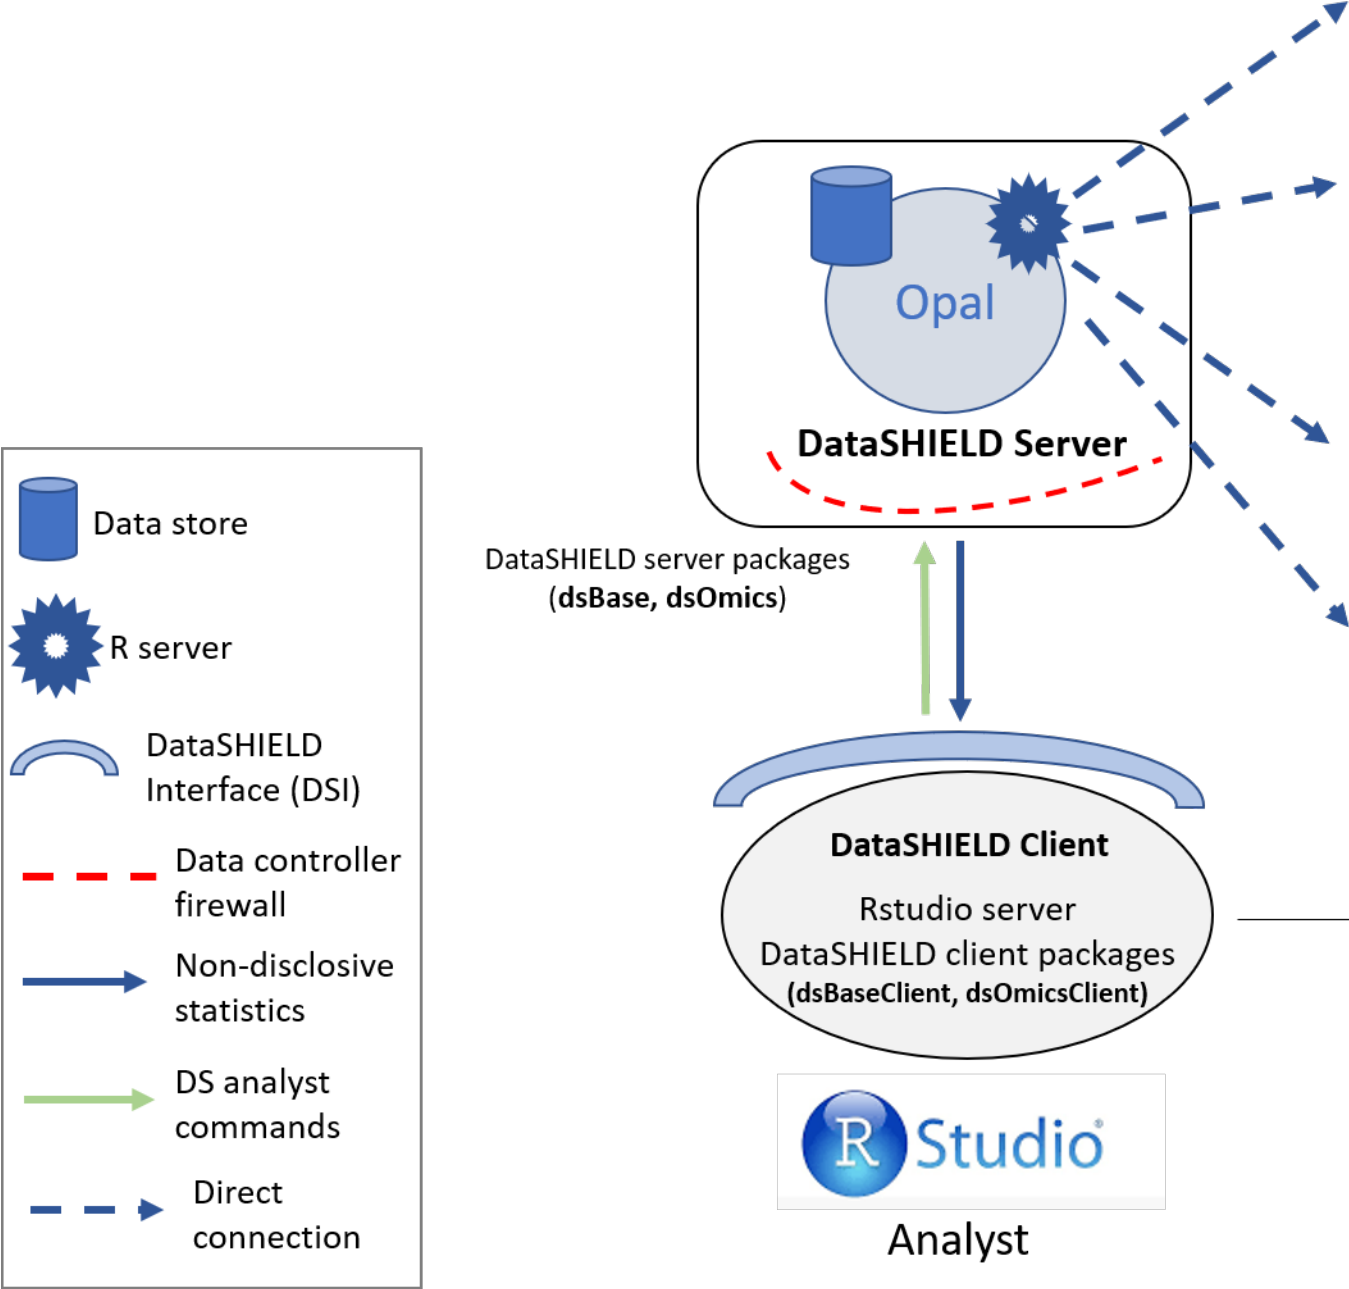 Opal
DataSHIELD Server
DataSHIELD server packages
(dsBase, dsOmics)
Data store
R server
DataSHIELD
Interface (DSI)
Data controller
firewall
Non-disclosive
statistics
DS analyst
commands
Direct
connection
DataSHIELD Client
Rstudio server
DataSHIELD client packages
(dsBaseClient, dsOmicsClient)
R Studio®
Analyst